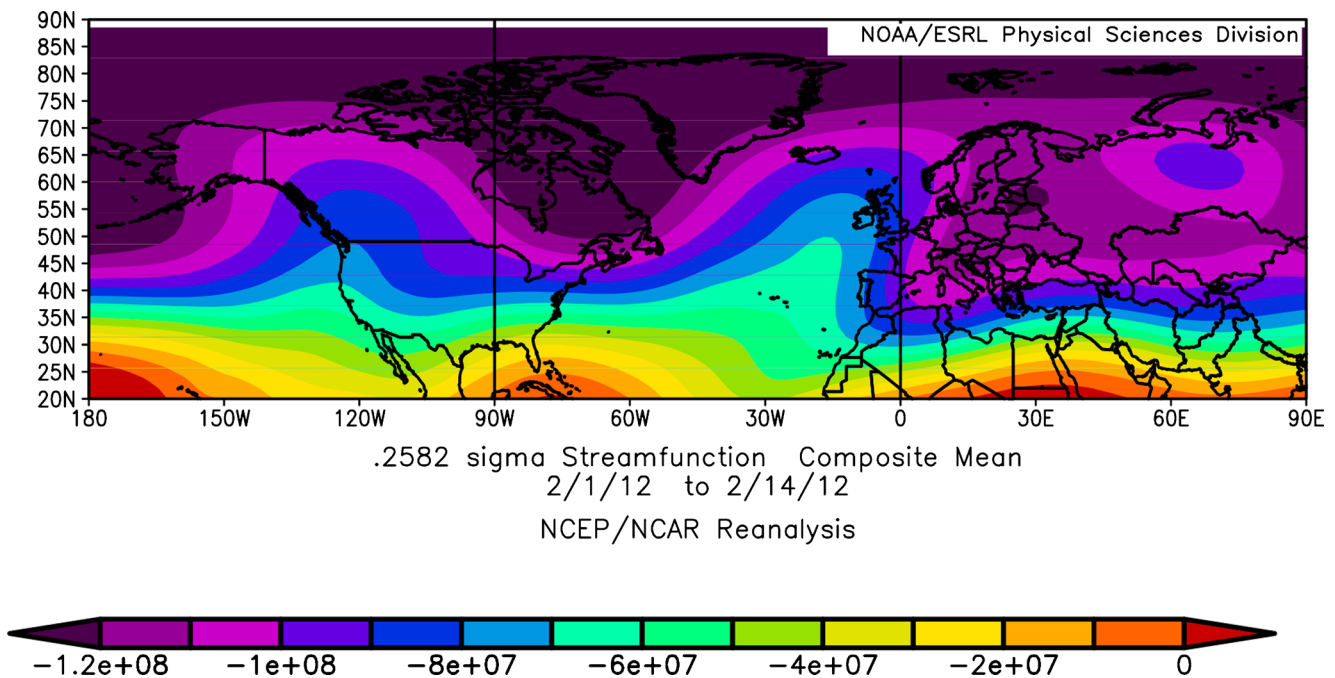 90N
NOAA/ESRL Physical Sciences Division
85N
80N
75N
70N
65N
60N
55N
50N
45N
40N
35N
30N
25N
20N
180 150W 120W 90W 60W 30W 0 30E 60E 90E
.2582 sigma Streamfunction Composite Mean
2/1/12 to 2/14/12
NCEP/NCAR Reanalysis
−1.2e+08 −1e+08 −8e+07 −6e+07 −4e+07 −2e+07 0